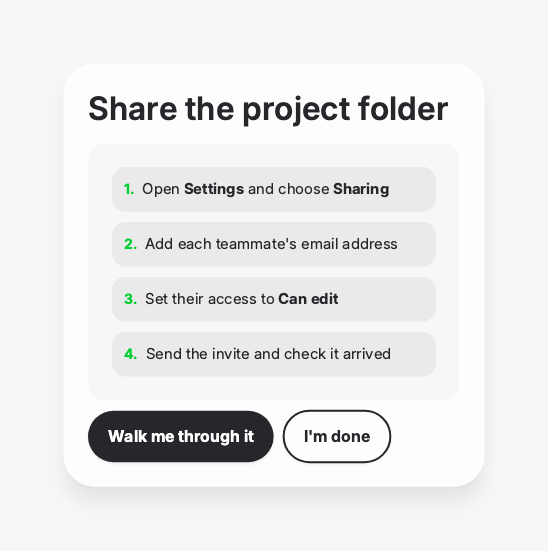 Share the project folder
1. Open Settings and choose Sharing
2. Add each teammate's email address
3. Set their access to Can edit
4. Send the invite and check it arrived
Walk me through it
I'm done